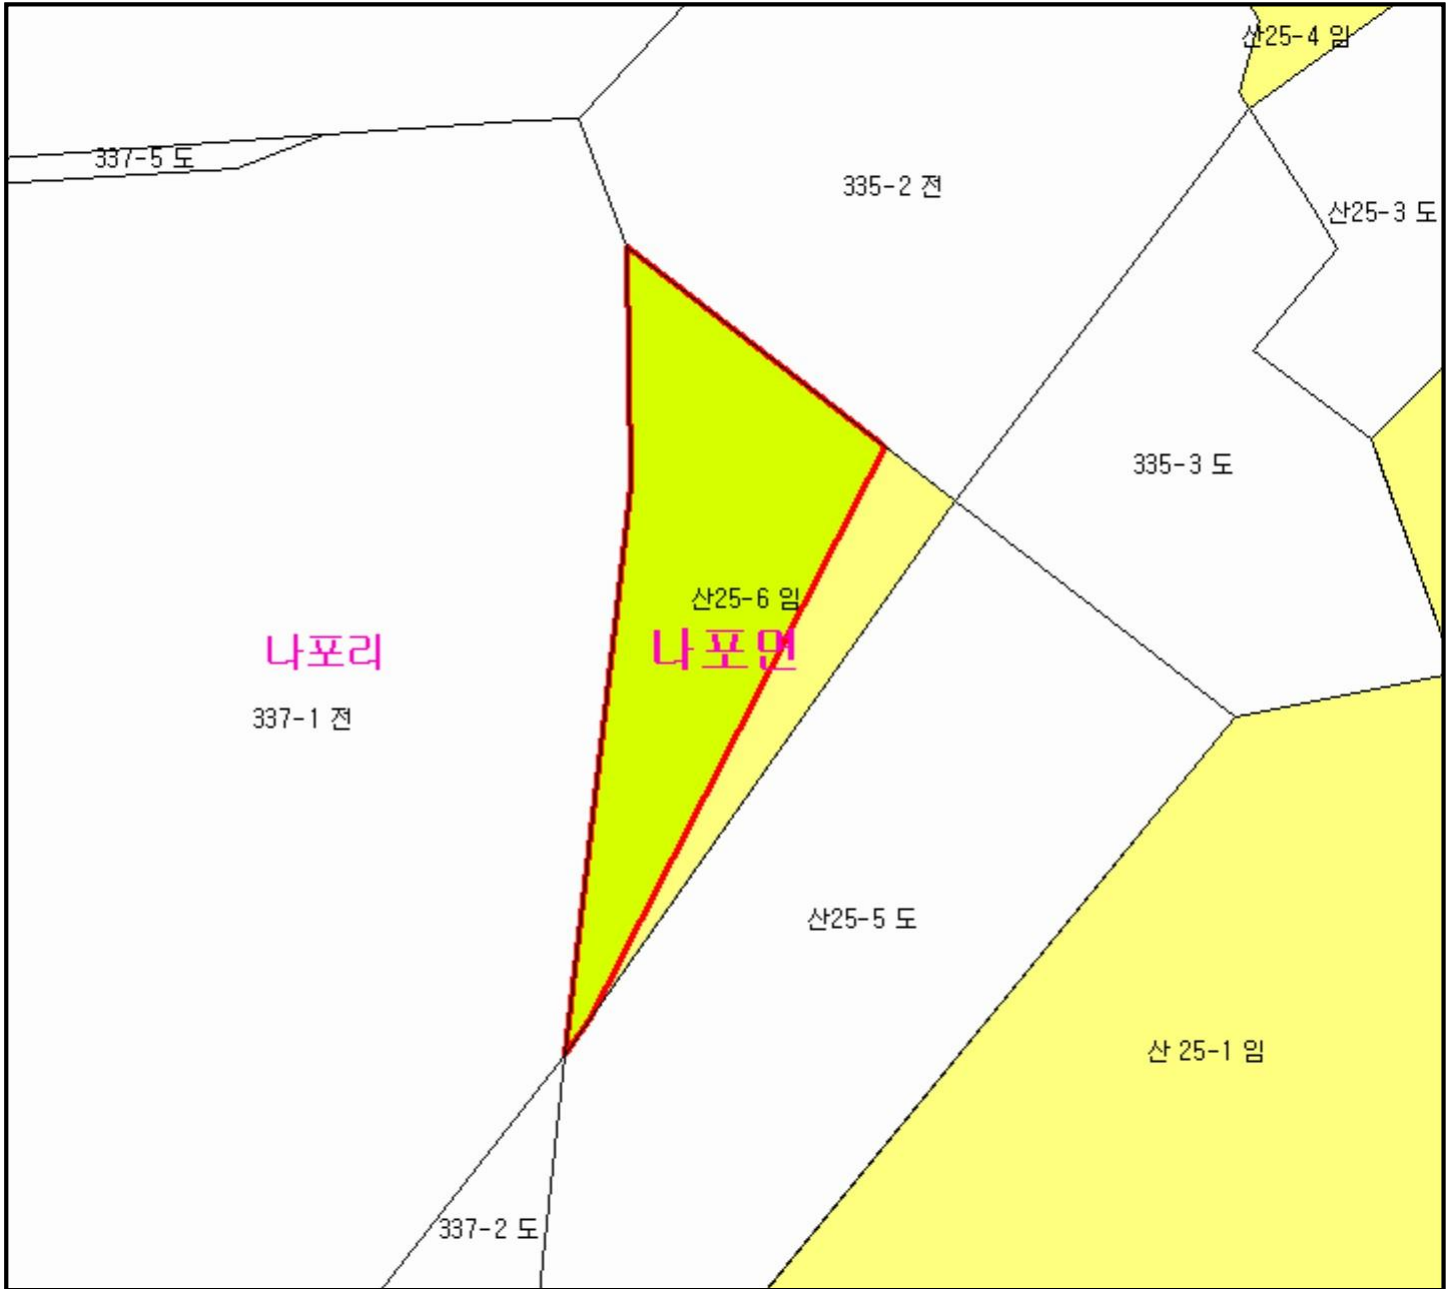 산25-4 임
337-5 도
335-2 전
산25-3 도
335-3 도
산25-6 임
나포리
나포면
337-1 전
산25-5 도
산 25-1 임
337-2 도